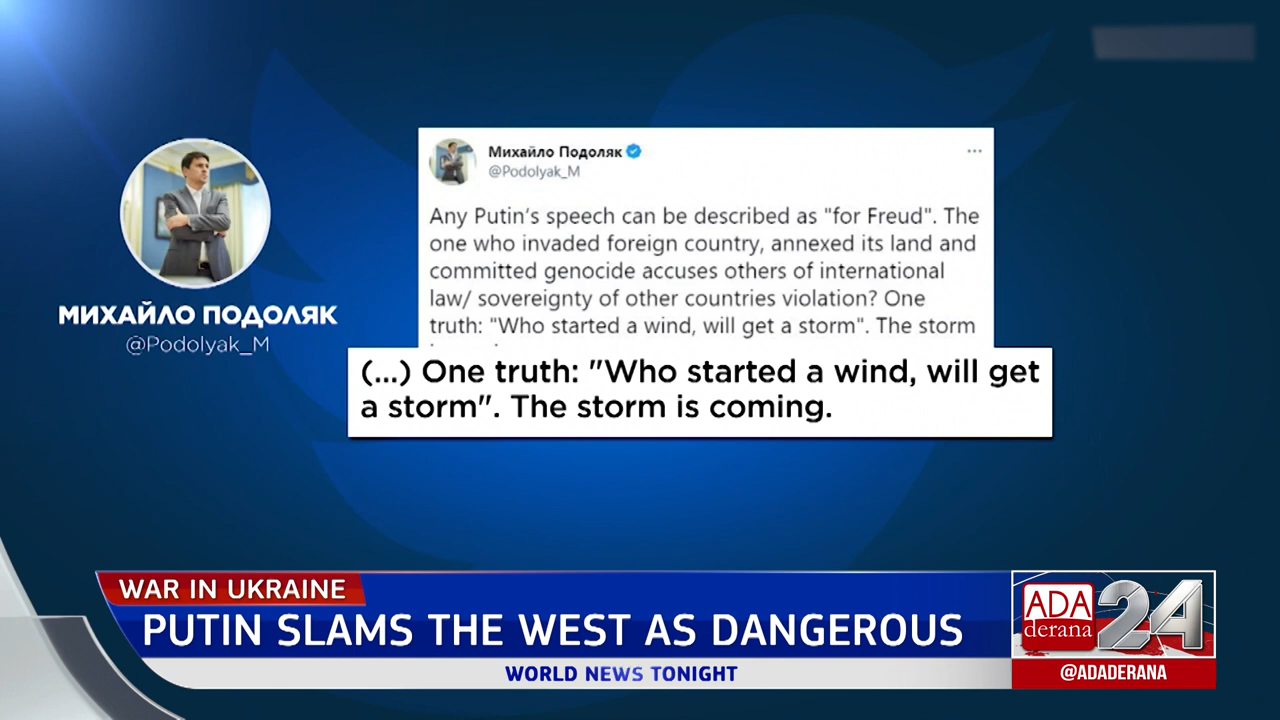 МИХАЙЛО ПОДОЛЯК
@Podolyak_M
Михайло Подоляк
@Podolyak_M
Any Putin's speech can be described as "for Freud". The
one who invaded foreign country, annexed its land and
committed genocide accuses others of international
law/ sovereignty of other countries violation? One
truth: "Who started a wind, will get a storm". The storm
(...) One truth: "Who started a wind, will get
a storm". The storm is coming.
WAR IN UKRAINE
PUTIN SLAMS THE WEST AS DANGEROUS
WORLD NEWS TONIGHT
ADA
derana
24
@ADADERANA